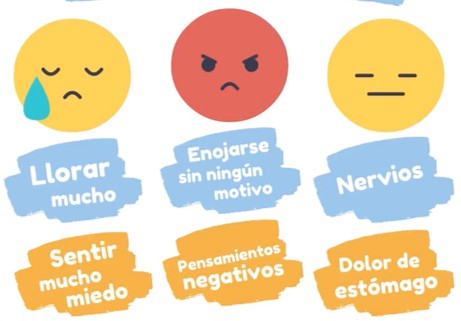 Llorar
mucho
Enojarse
sin ningún
motivo
Nervios
Sentir
mucho
miedo
Pensamientos
negativos
Dolor de
estómago